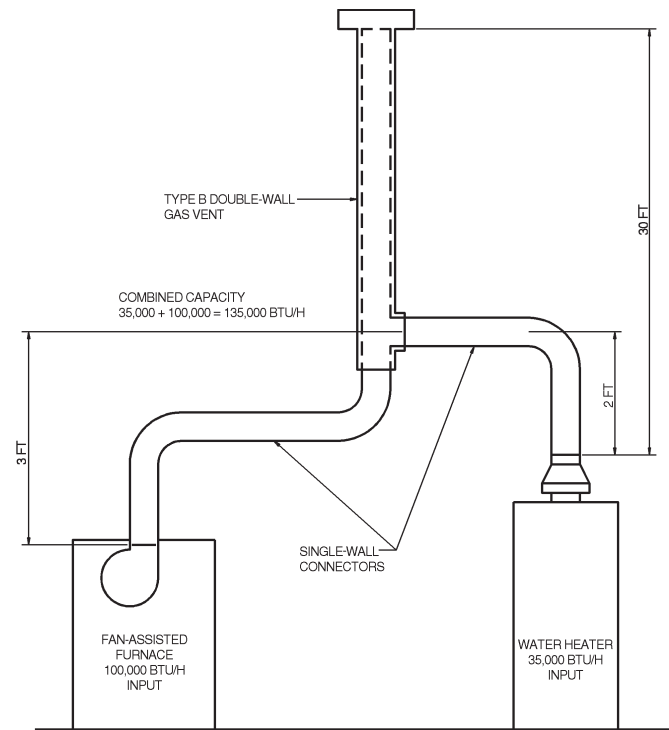 TYPE B DOUBLE-WALL
GAS VENT
30 FT
COMBINED CAPACITY
35,000 + 100,000 = 135,000 BTU/H
2 FT
3 FT
SINGLE-WALL
CONNECTORS
FAN-ASSISTED
FURNACE
100,000 BTU/H
INPUT
WATER HEATER
35,000 BTU/H
INPUT